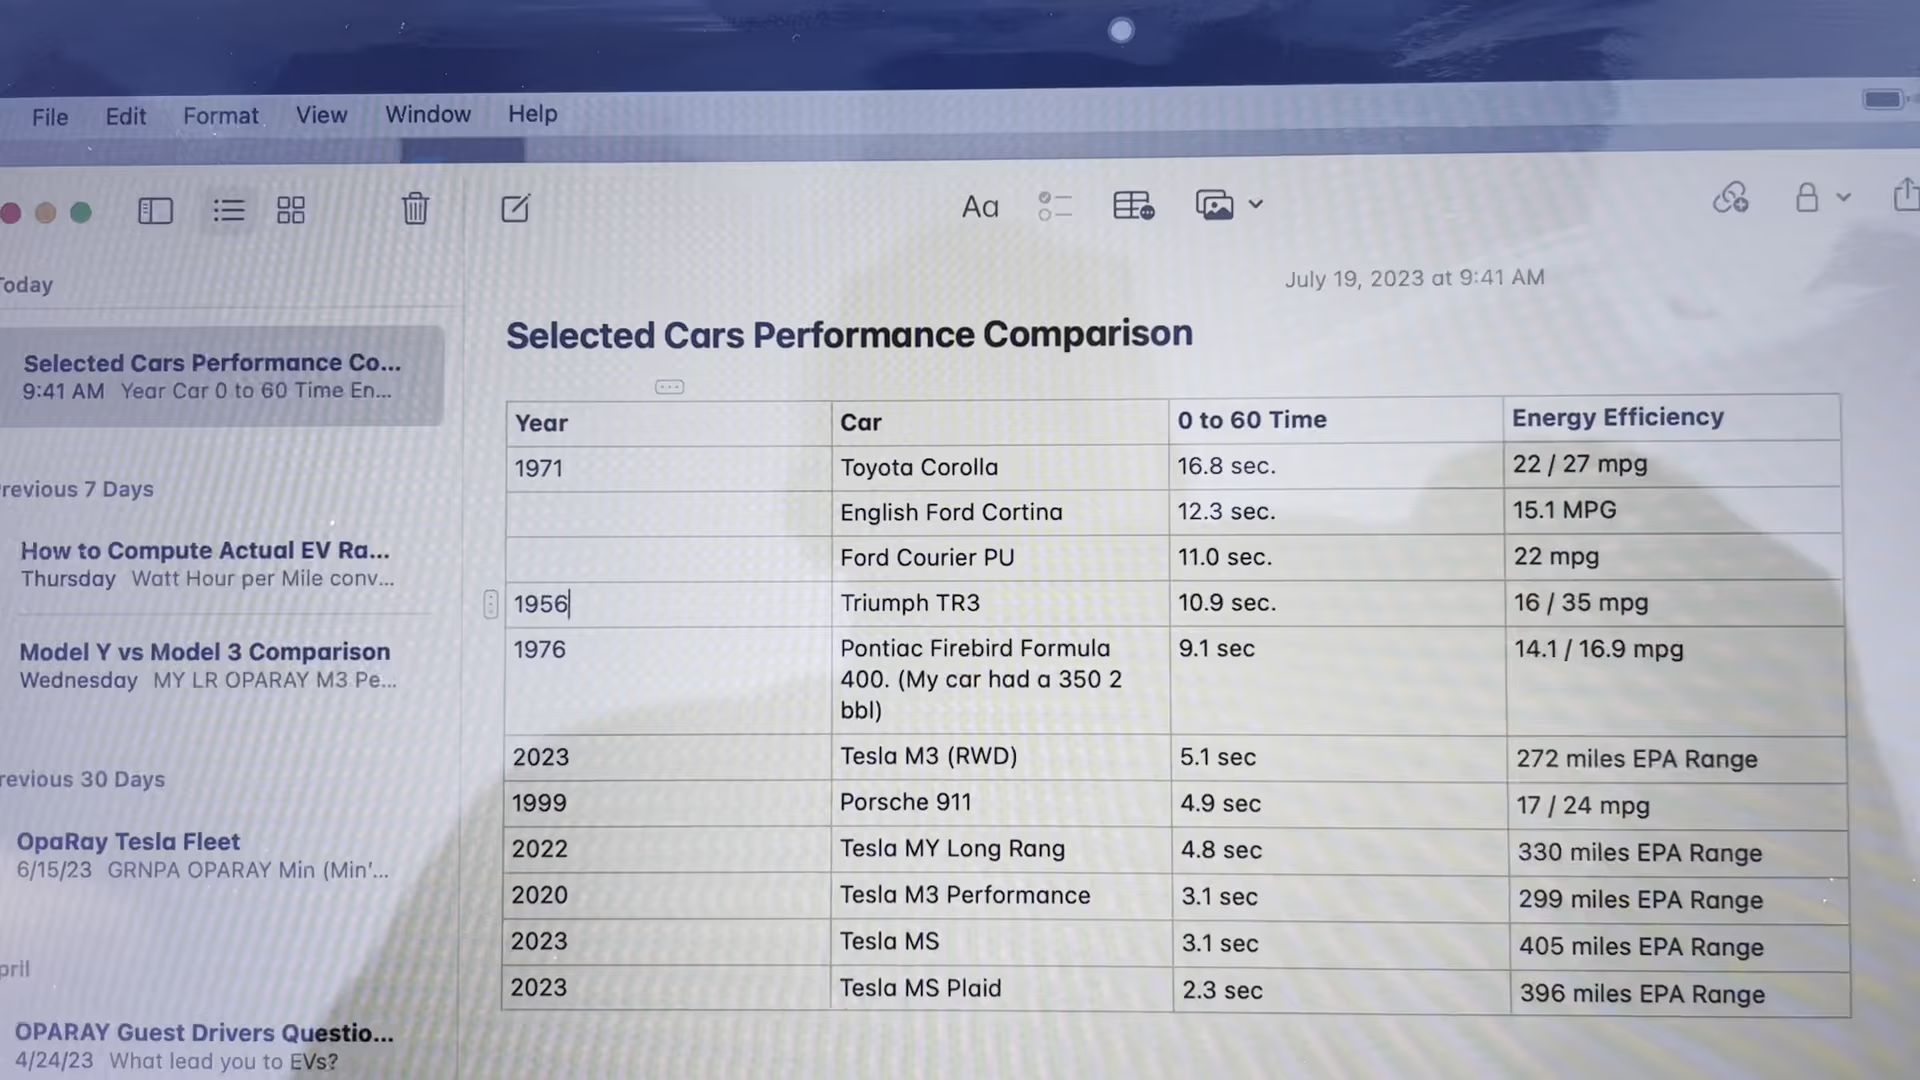 File Edit Format View Window Help
Aa
Today
July 19, 2023 at 9:41 AM
Selected Cars Performance Co...
9:41 AM Year Car 0 to 60 Time En...
Previous 7 Days
How to Compute Actual EV Ra...
Thursday Watt Hour per Mile conv...
Model Y vs Model 3 Comparison
Wednesday MY LR OPARAY M3 Pe...
Previous 30 Days
OpaRay Tesla Fleet
6/15/23 GRNPA OPARAY Min (Min'...
April
OPARAY Guest Drivers Questio...
4/24/23 What lead you to EVs?
Selected Cars Performance Comparison
Year Car 0 to 60 Time Energy Efficiency
1971 Toyota Corolla 16.8 sec. 22 / 27 mpg
English Ford Cortina 12.3 sec. 15.1 MPG
Ford Courier PU 11.0 sec. 22 mpg
1956 Triumph TR3 10.9 sec. 16 / 35 mpg
1976 Pontiac Firebird Formula 9.1 sec 14.1 / 16.9 mpg
400. (My car had a 350 2
bbl)
2023 Tesla M3 (RWD) 5.1 sec 272 miles EPA Range
1999 Porsche 911 4.9 sec 17 / 24 mpg
2022 Tesla MY Long Rang 4.8 sec 330 miles EPA Range
2020 Tesla M3 Performance 3.1 sec 299 miles EPA Range
2023 Tesla MS 3.1 sec 405 miles EPA Range
2023 Tesla MS Plaid 2.3 sec 396 miles EPA Range